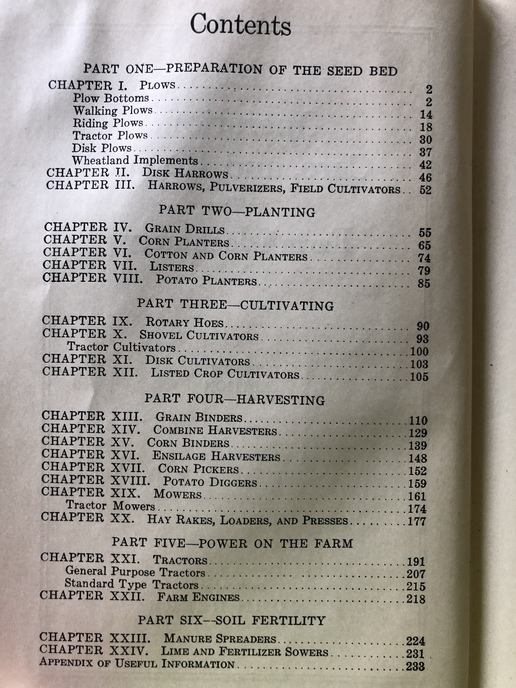 Contents
PART ONE—PREPARATION OF THE SEED BED
CHAPTER I. PLOWS 2
Plow Bottoms 2
Walking Plows 14
Riding Plows 18
Tractor Plows 30
Disk Plows 37
Wheatland Implements 42
CHAPTER II. DISK HARROWS 46
CHAPTER III. HARROWS, PULVERIZERS, FIELD CULTIVATORS 52
PART TWO—PLANTING
CHAPTER IV. GRAIN DRILLS 55
CHAPTER V. CORN PLANTERS 65
CHAPTER VI. COTTON AND CORN PLANTERS 74
CHAPTER VII. LISTERS 79
CHAPTER VIII. POTATO PLANTERS 85
PART THREE—CULTIVATING
CHAPTER IX. ROTARY HOES 90
CHAPTER X. SHOVEL CULTIVATORS 93
Tractor Cultivators 100
CHAPTER XI. DISK CULTIVATORS 103
CHAPTER XII. LISTED CROP CULTIVATORS 105
PART FOUR—HARVESTING
CHAPTER XIII. GRAIN BINDERS 110
CHAPTER XIV. COMBINE HARVESTERS 129
CHAPTER XV. CORN BINDERS 139
CHAPTER XVI. ENSILAGE HARVESTERS 148
CHAPTER XVII. CORN PICKERS 152
CHAPTER XVIII. POTATO DIGGERS 159
CHAPTER XIX. MOWERS 161
Tractor Mowers 174
CHAPTER XX. HAY RAKES, LOADERS, AND PRESSES 177
PART FIVE—POWER ON THE FARM
CHAPTER XXI. TRACTORS 191
General Purpose Tractors 207
Standard Type Tractors 215
CHAPTER XXII. FARM ENGINES 218
PART SIX—SOIL FERTILITY
CHAPTER XXIII. MANURE SPREADERS 224
CHAPTER XXIV. LIME AND FERTILIZER SOWERS 231
APPENDIX OF USEFUL INFORMATION 233